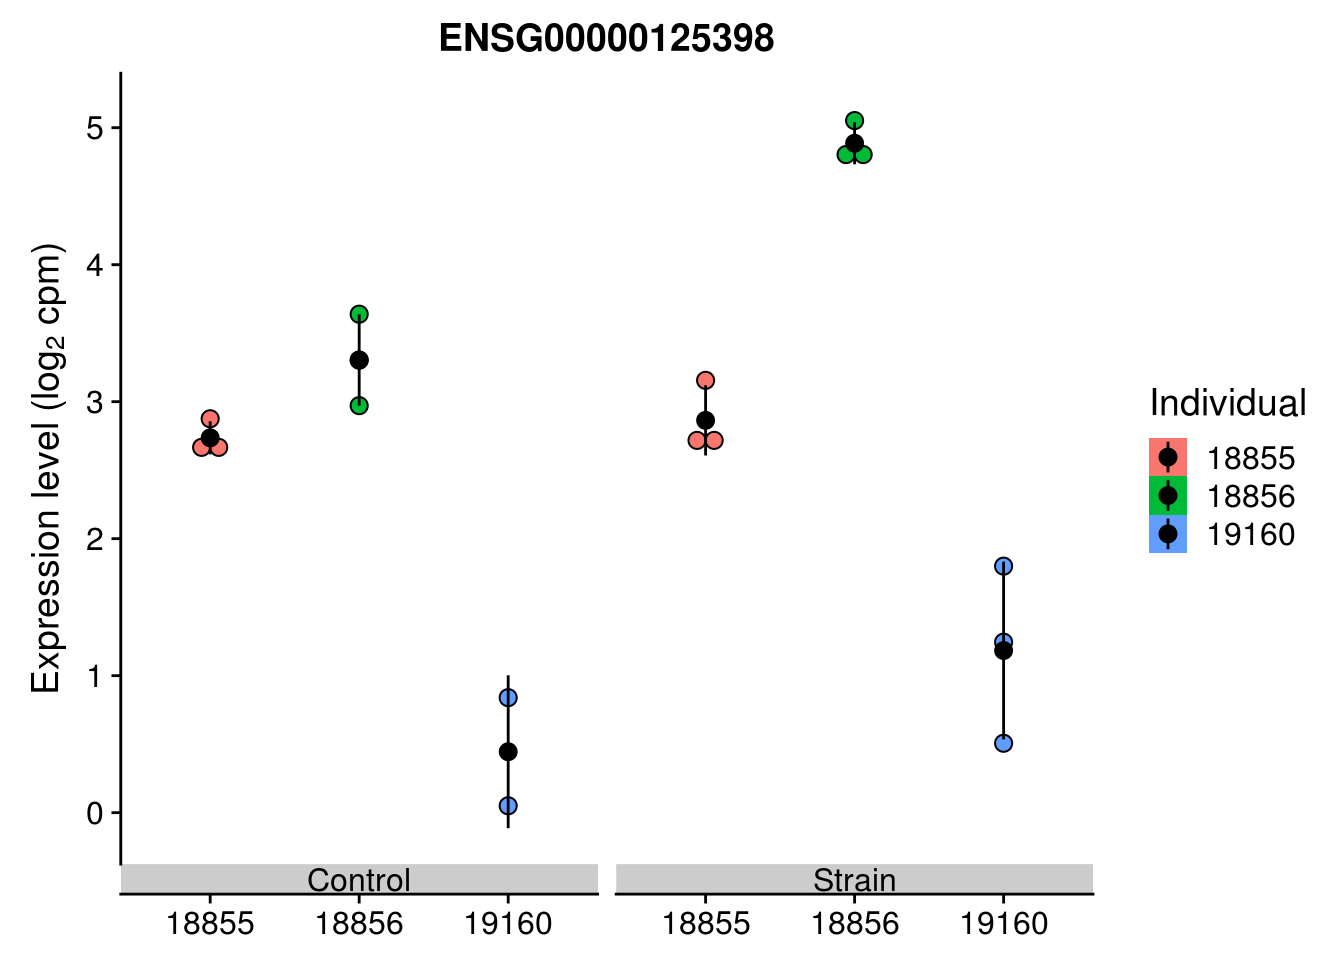 ENSG00000125398
Expression level (log₂ cpm)
5
4
3
2
1
0
Control
Strain
18855 18856 19160
18855 18856 19160
Individual
18855
18856
19160